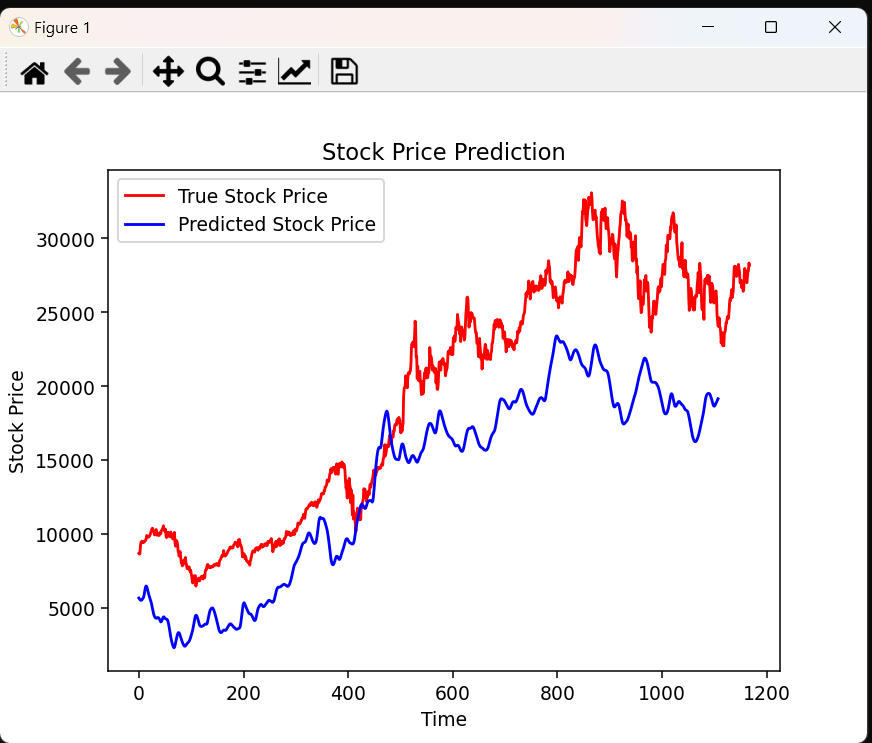 Figure 1
Stock Price Prediction
True Stock Price
Predicted Stock Price
30000
25000
20000
15000
10000
5000
Stock Price
0 200 400 600 800 1000 1200
Time